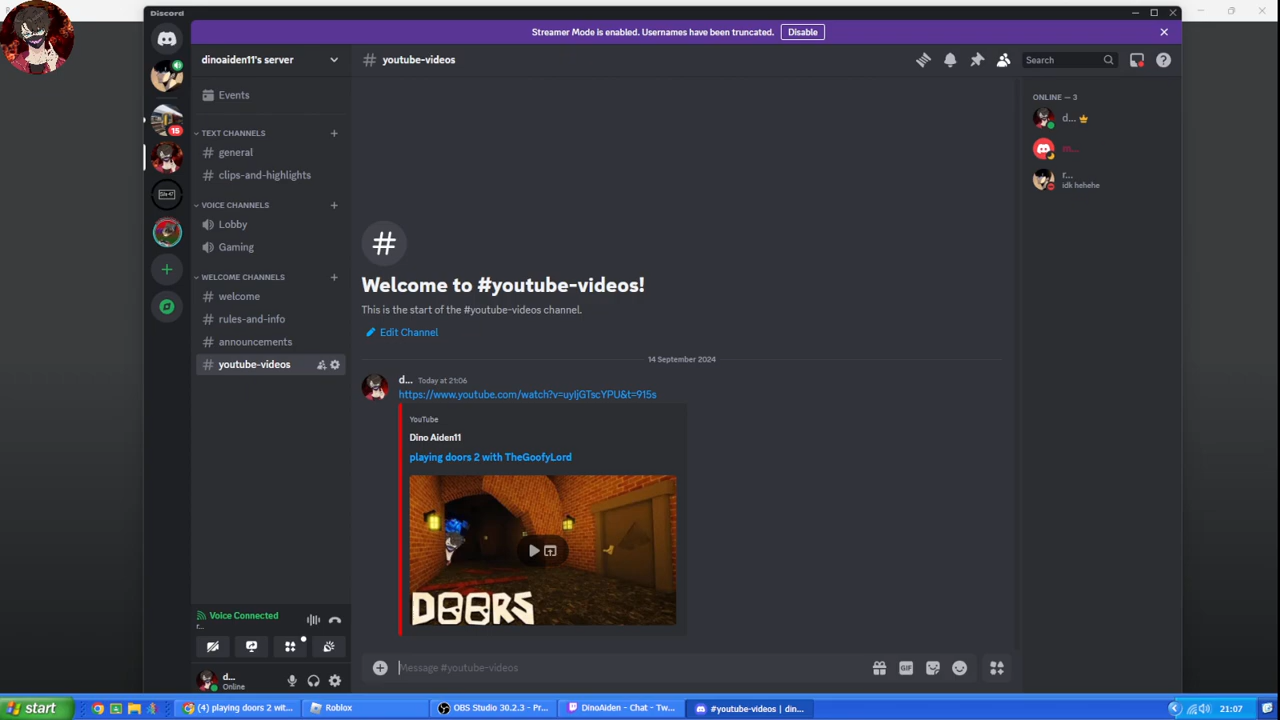 Discord
Streamer Mode is enabled. Usernames have been truncated.
Disable
dinoaiden11's server
youtube-videos
Search
Events
TEXT CHANNELS
general
clips-and-highlights
VOICE CHANNELS
Lobby
Gaming
WELCOME CHANNELS
welcome
rules-and-info
announcements
youtube-videos
15
ONLINE — 3
d...
m...
r...
idk hehehe
#
Welcome to #youtube-videos!
This is the start of the #youtube-videos channel.
Edit Channel
14 September 2024
d... Today at 21:06
https://www.youtube.com/watch?v=uyIjGTscYPU&t=915s
YouTube
Dino Aiden11
playing doors 2 with TheGoofyLord
DOORS
Voice Connected
r...
d...
Online
Message #youtube-videos
GIF
start
(4) playing doors 2 wit...
Roblox
OBS Studio 30.2.3 - Pr...
DinoAiden - Chat - Tw...
#youtube-videos | din...
21:07